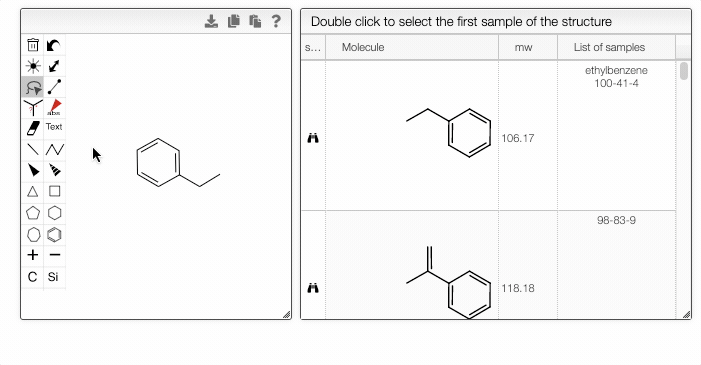 ?
Double click to select the first sample of the structure
s... Molecule mw List of samples
abs
Text
C Si
ethylbenzene
100-41-4
106.17
98-83-9
118.18